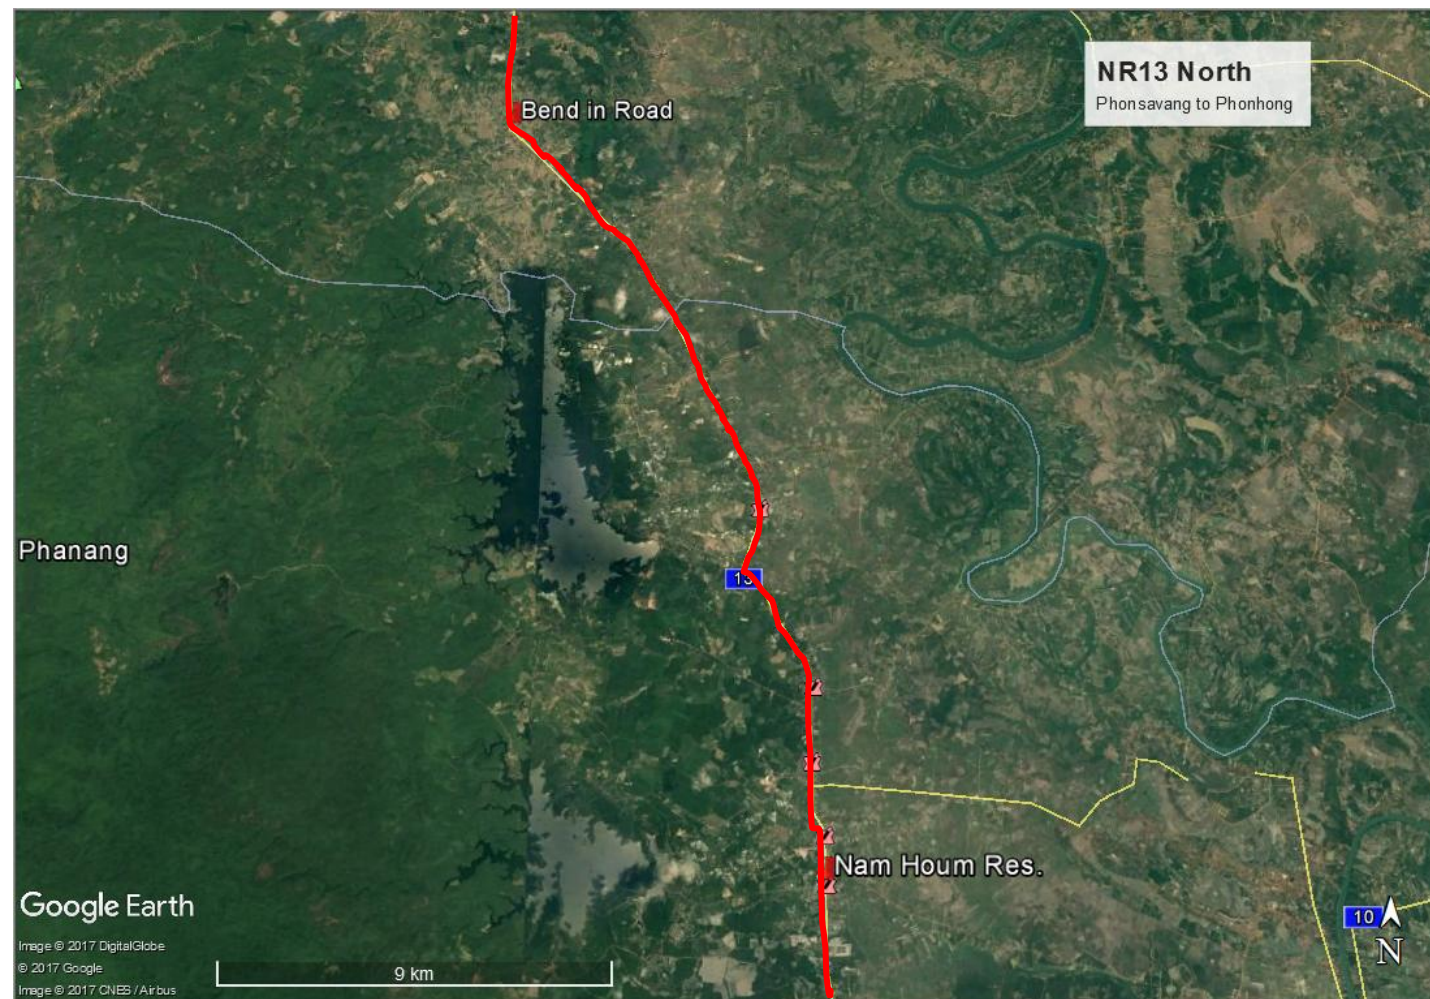 NR13 North
Phonsavang to Phonhong
Bend in Road
Phanang
13
Nam Houm Res.
10
N
Google Earth
Image © 2017 DigitalGlobe
© 2017 Google
Image © 2017 CNES / Airbus
9 km